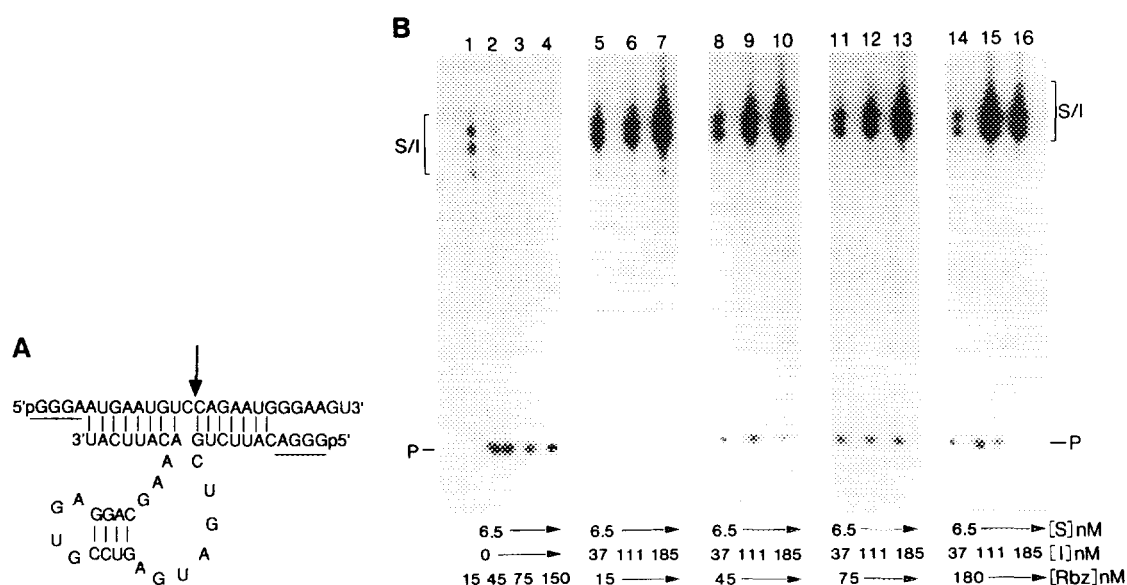 A
5'pGGGAAUGAAUGUCCAGAAUGGGAAGU3'
3'UACUUACA GUCUUACAGGGp5'
A C
A U
A G
G GGAC G
U A
G CCUG A U
G
B
1 2 3 4 5 6 7 8 9 10 11 12 13 14 15 16
S/I S/I
P P
6.5 6.5 6.5 6.5 6.5 [S]nM
0 37 111 185 37 111 185 37 111 185 37 111 185 [I]nM
15 45 75 150 15 45 75 180 [Rbz]nM